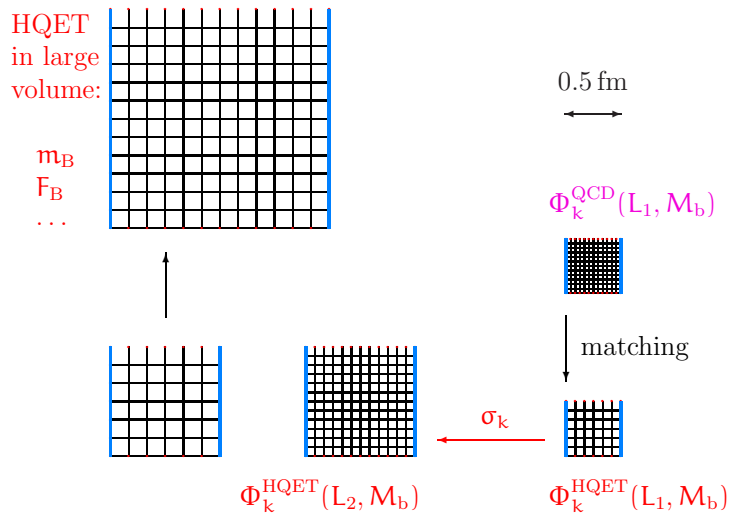 HQET
in large
volume:
m_B
F_B
...
0.5 fm
Φ_k^QCD(L_1, M_b)
matching
σ_k
Φ_k^HQET(L_2, M_b)
Φ_k^HQET(L_1, M_b)